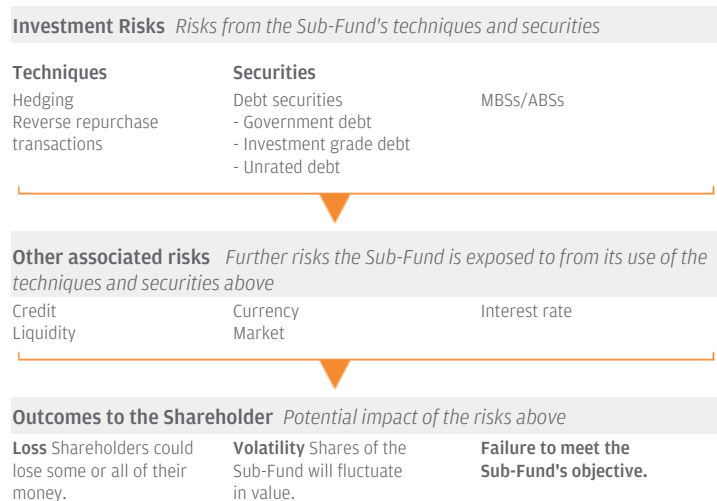 Investment Risks Risks from the Sub-Fund's techniques and securities
Techniques
Hedging
Reverse repurchase
transactions
Securities
Debt securities
- Government debt
- Investment grade debt
- Unrated debt
MBSs/ABSs
Other associated risks Further risks the Sub-Fund is exposed to from its use of the
techniques and securities above
Credit
Liquidity
Currency
Market
Interest rate
Outcomes to the Shareholder Potential impact of the risks above
Loss Shareholders could
lose some or all of their
money.
Volatility Shares of the
Sub-Fund will fluctuate
in value.
Failure to meet the
Sub-Fund's objective.